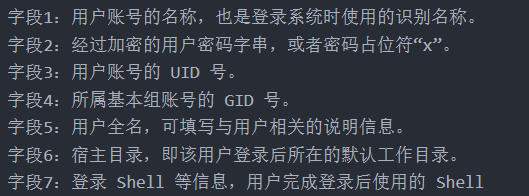 字段1：用户账号的名称，也是登录系统时使用的识别名称。
字段2：经过加密的用户密码字串，或者密码占位符“x”。
字段3：用户账号的 UID 号。
字段4：所属基本组账号的 GID 号。
字段5：用户全名，可填写与用户相关的说明信息。
字段6：宿主目录，即该用户登录后所在的默认工作目录。
字段7：登录 Shell 等信息，用户完成登录后使用的 Shell